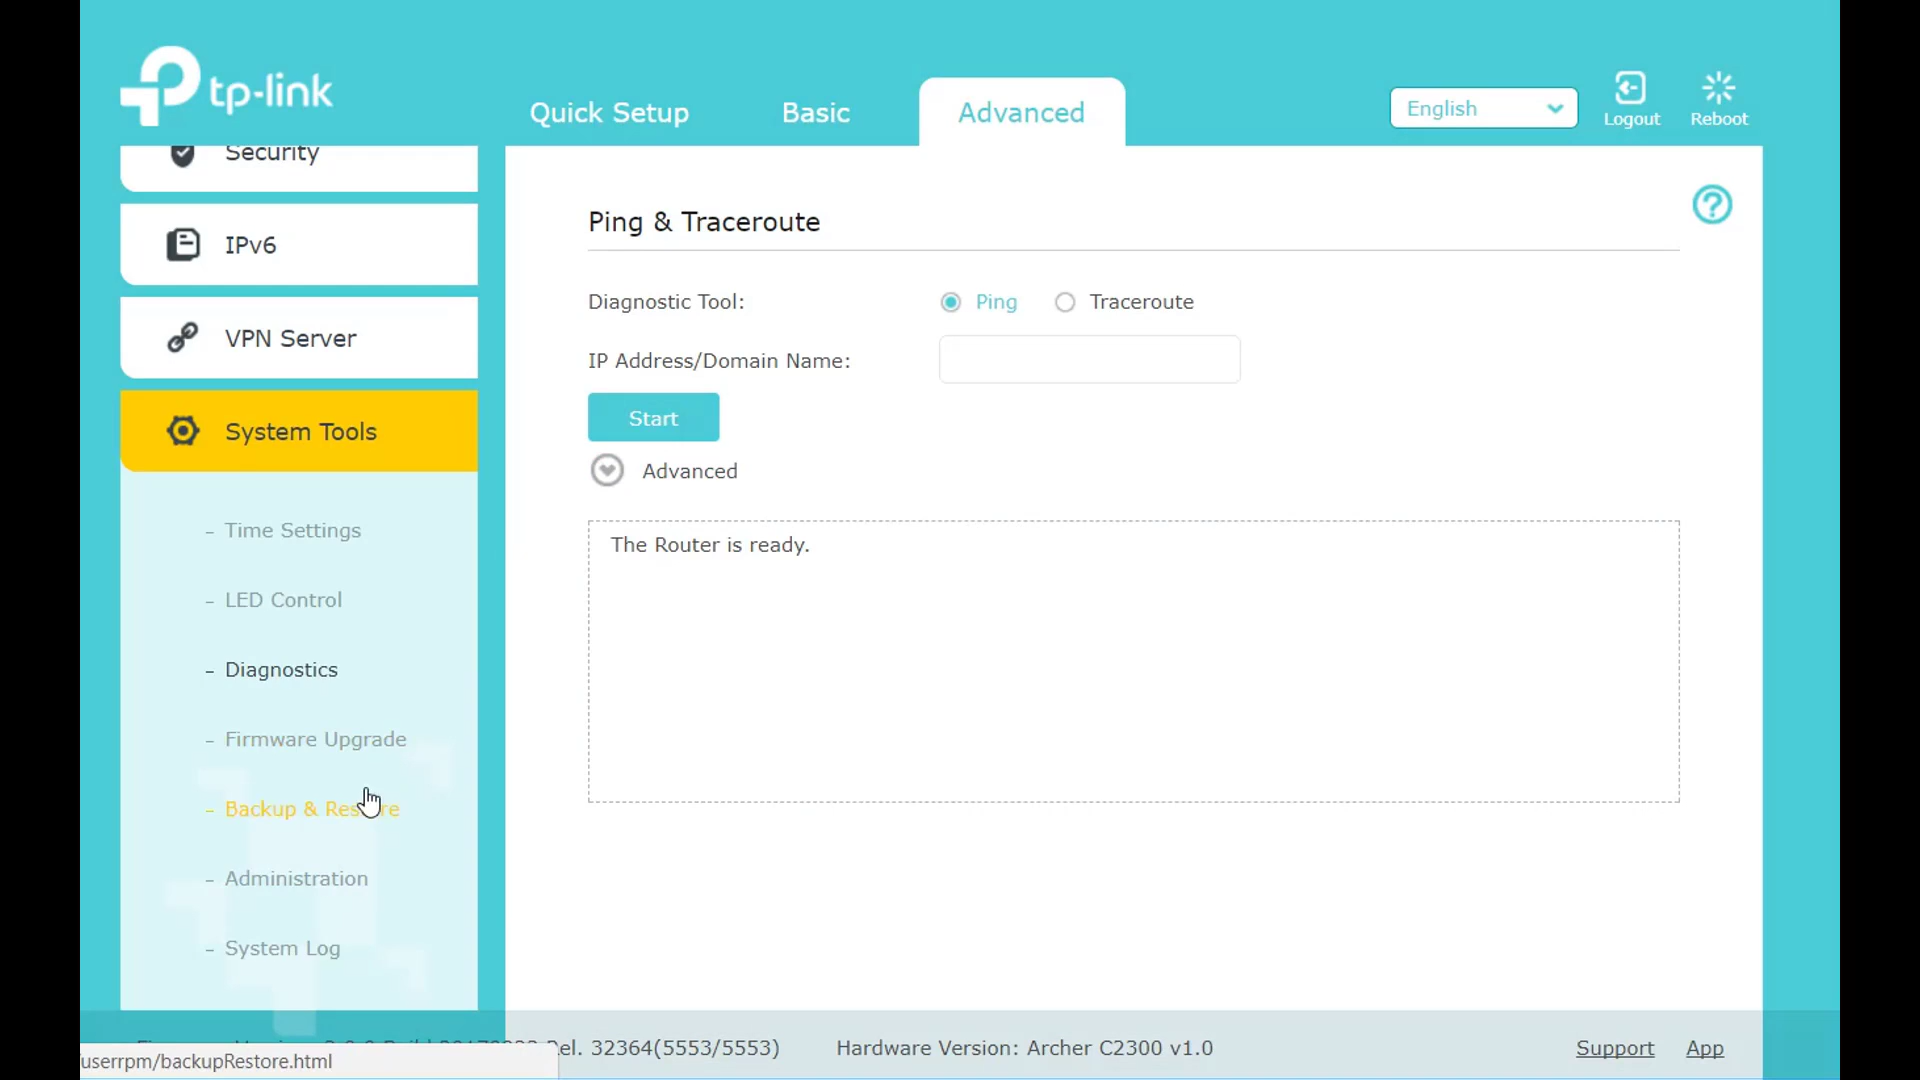 tp-link
Quick Setup
Basic
Advanced
English
Logout
Reboot
Security
IPv6
VPN Server
System Tools
- Time Settings
- LED Control
- Diagnostics
- Firmware Upgrade
- Backup & Restore
- Administration
- System Log
Ping & Traceroute
Diagnostic Tool:
Ping
Traceroute
IP Address/Domain Name:
Start
Advanced
The Router is ready.
32364(5553/5553)
Hardware Version: Archer C2300 v1.0
Support
App
userrpm/backupRestore.html